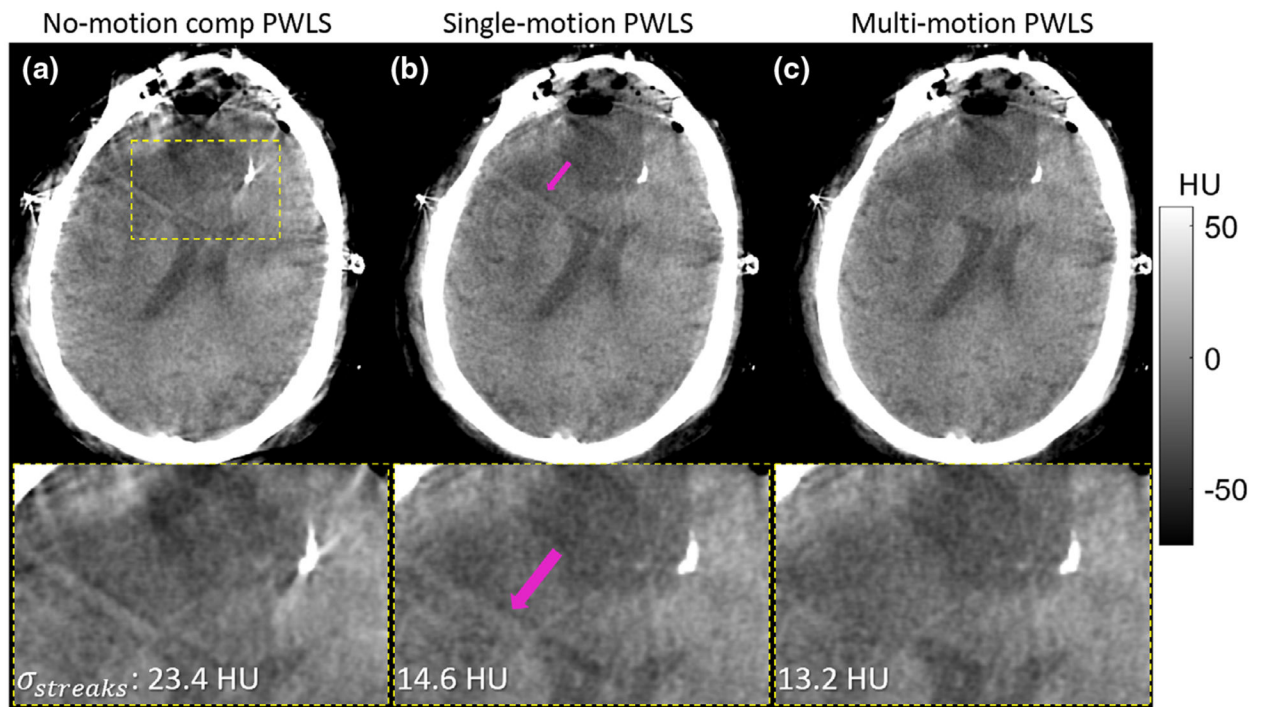 No-motion comp PWLS Single-motion PWLS Multi-motion PWLS
(a) (b) (c)
HU
50
0
-50
σ_streaks: 23.4 HU 14.6 HU 13.2 HU